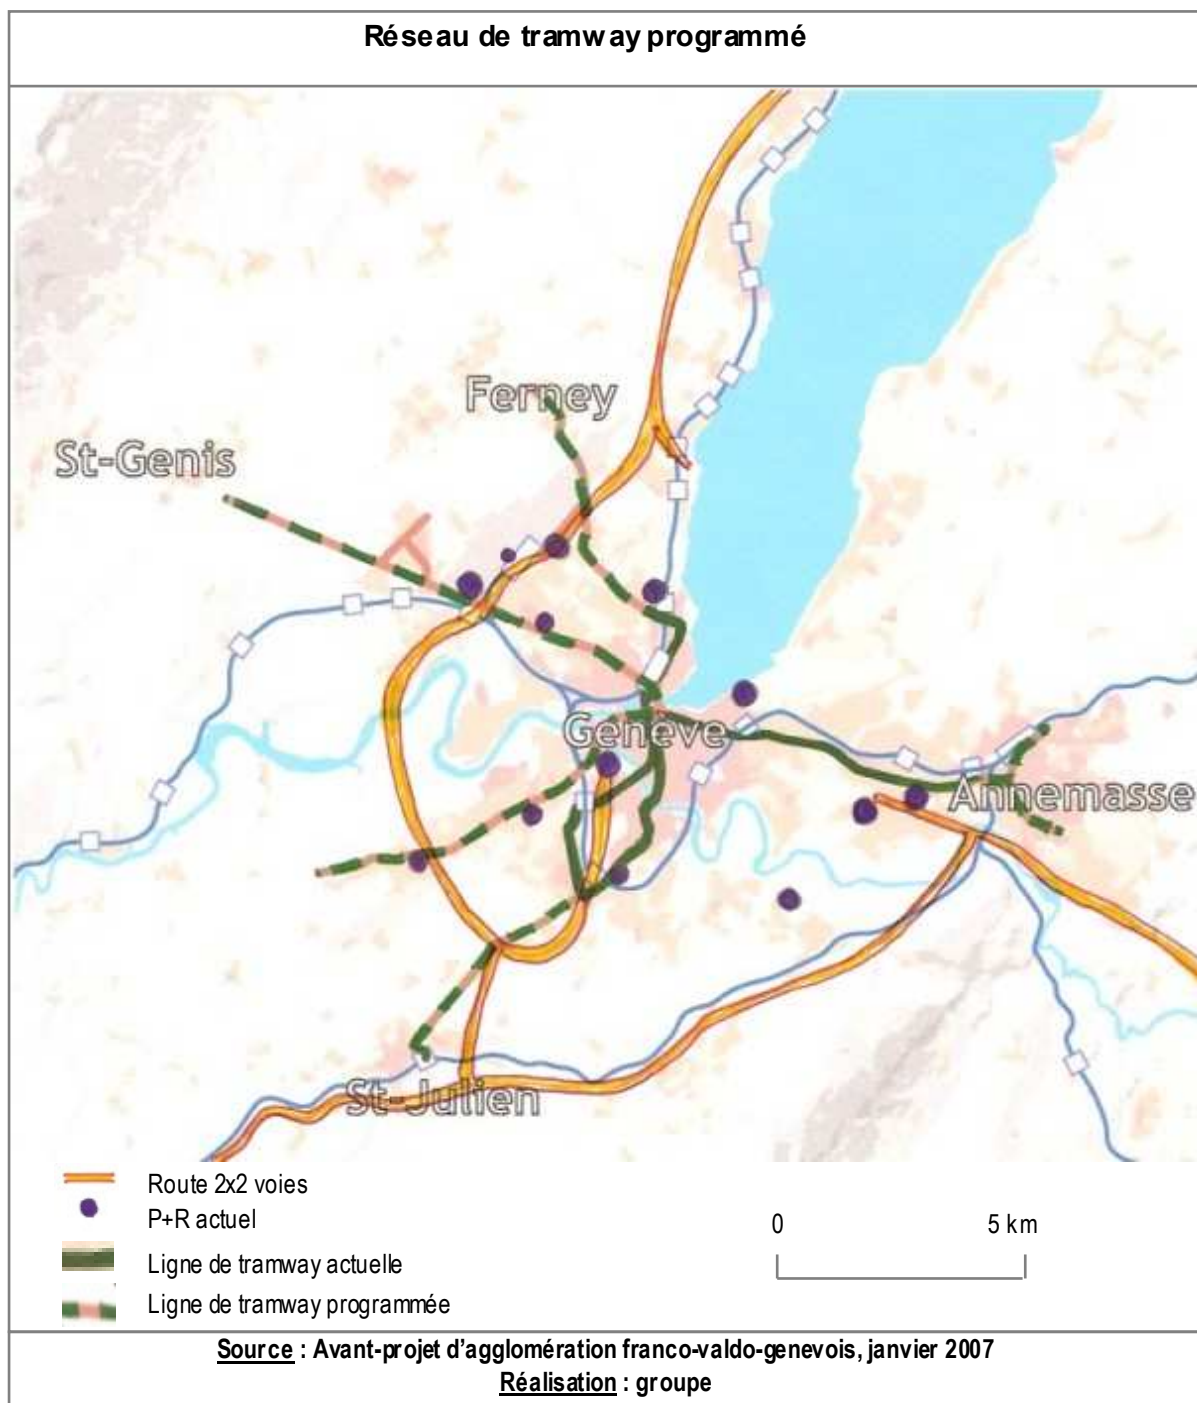 Réseau de tramway programmé
Ferney
St-Genis
Genève
Annemasse
St-Julien
Route 2x2 voies
P+R actuel
0 5 km
Ligne de tramway actuelle
Ligne de tramway programmée
Source : Avant-projet d'agglomération franco-valdo-genevois, janvier 2007
Réalisation : groupe